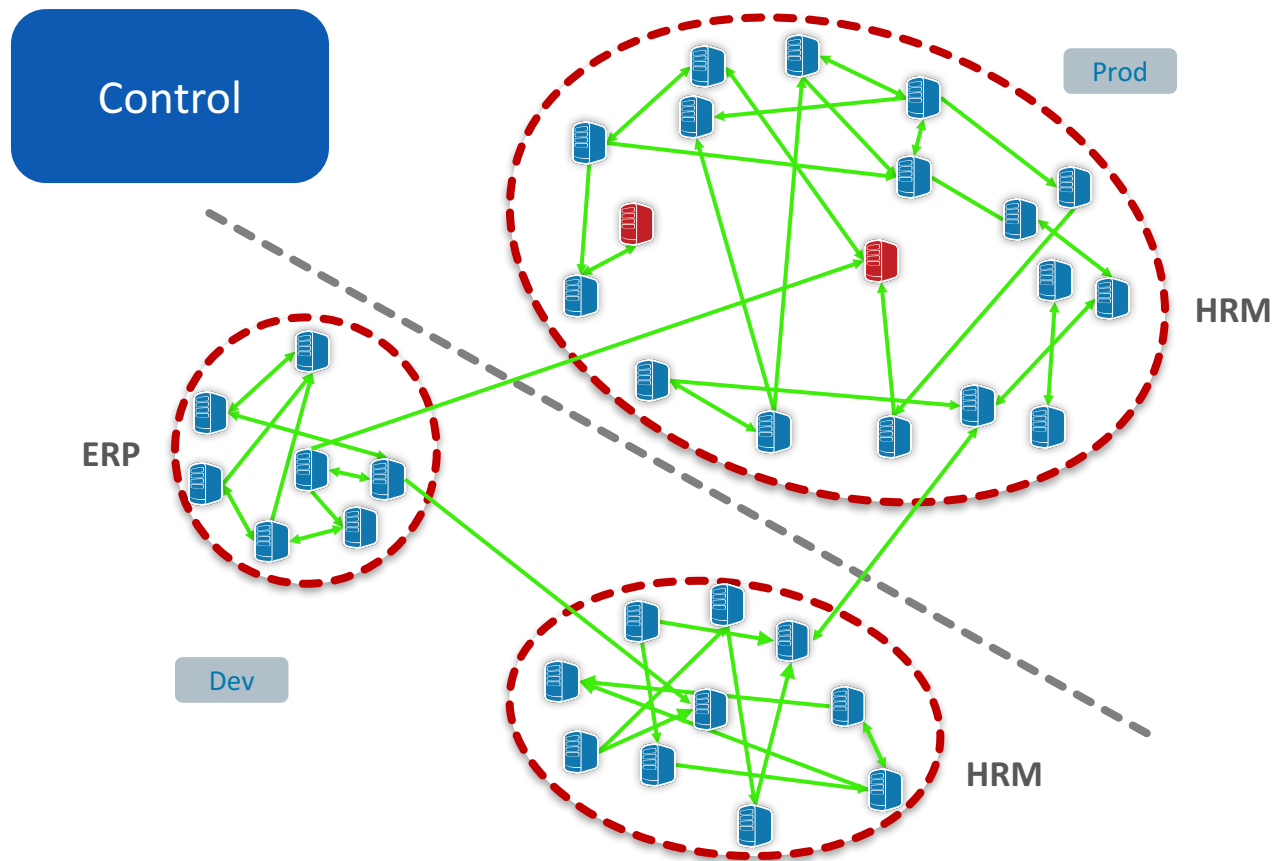 Control
Prod
HRM
ERP
Dev
HRM